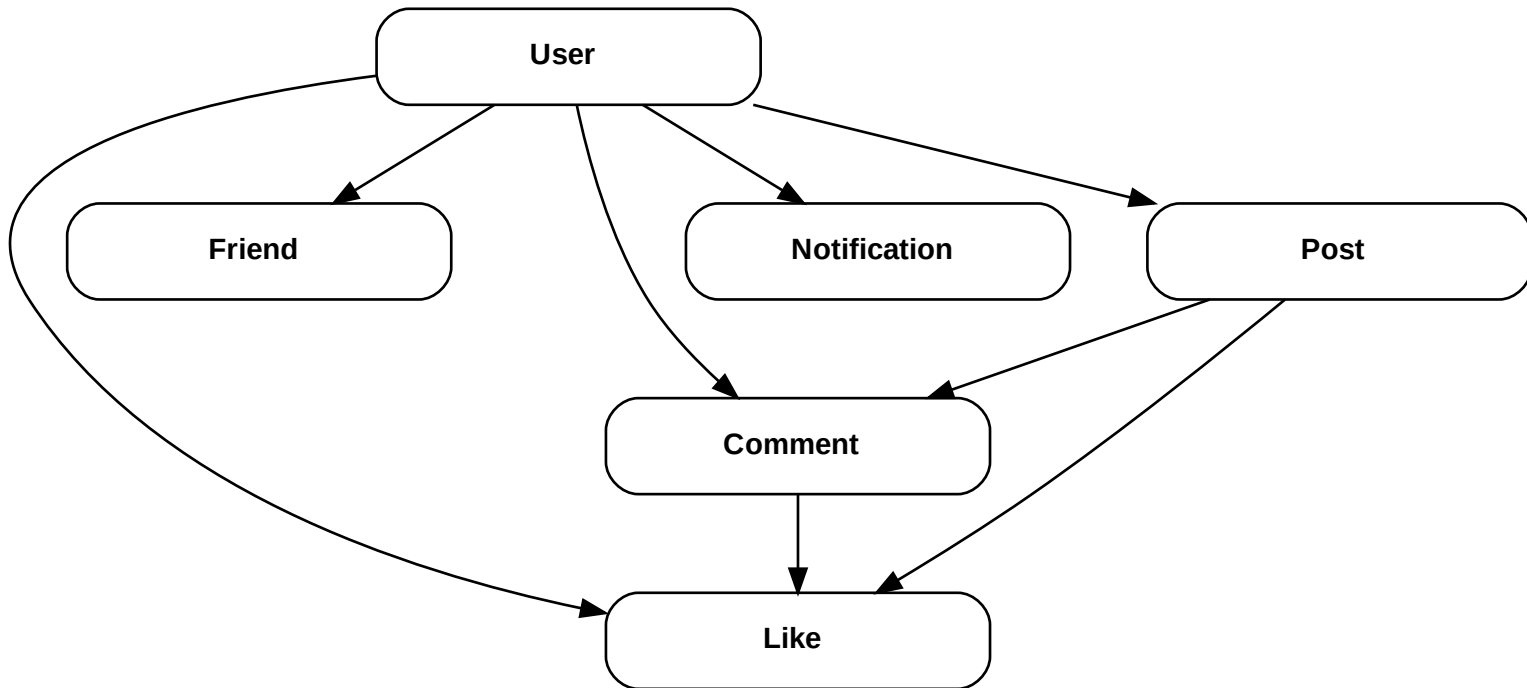 User
Friend
Notification
Post
Comment
Like